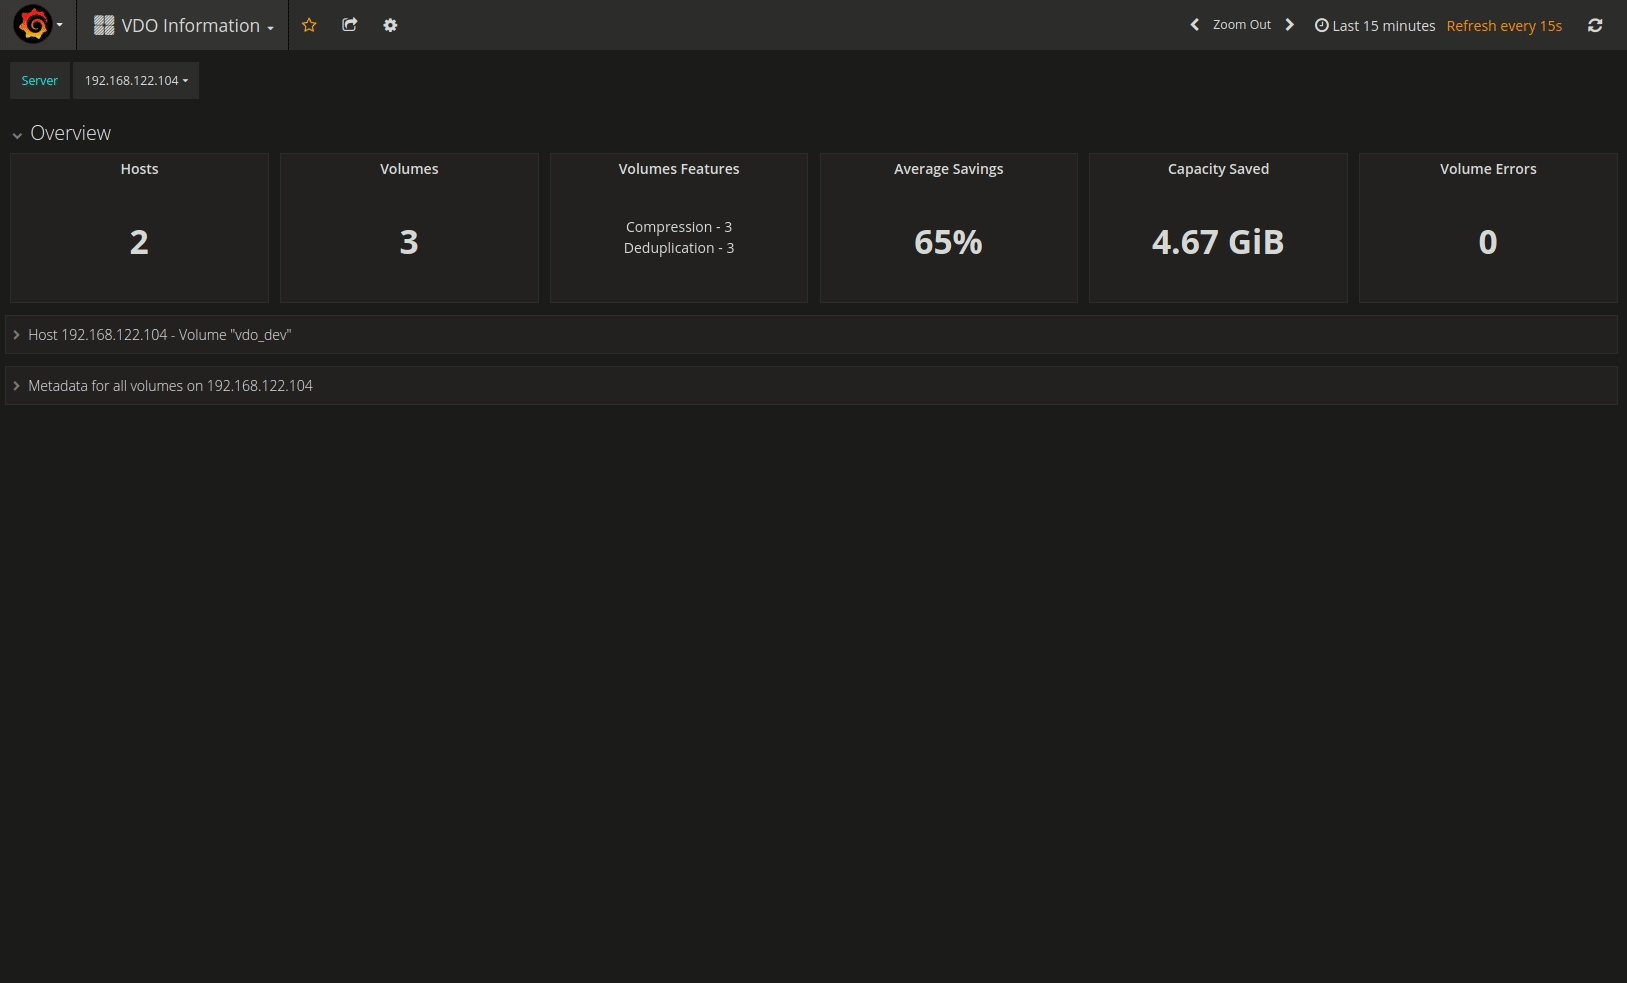 VDO Information
Zoom Out
Last 15 minutes
Refresh every 15s
Server
192.168.122.104
Overview
Hosts
2
Volumes
3
Volumes Features
Compression - 3
Deduplication - 3
Average Savings
65%
Capacity Saved
4.67 GiB
Volume Errors
0
Host 192.168.122.104 - Volume "vdo_dev"
Metadata for all volumes on 192.168.122.104